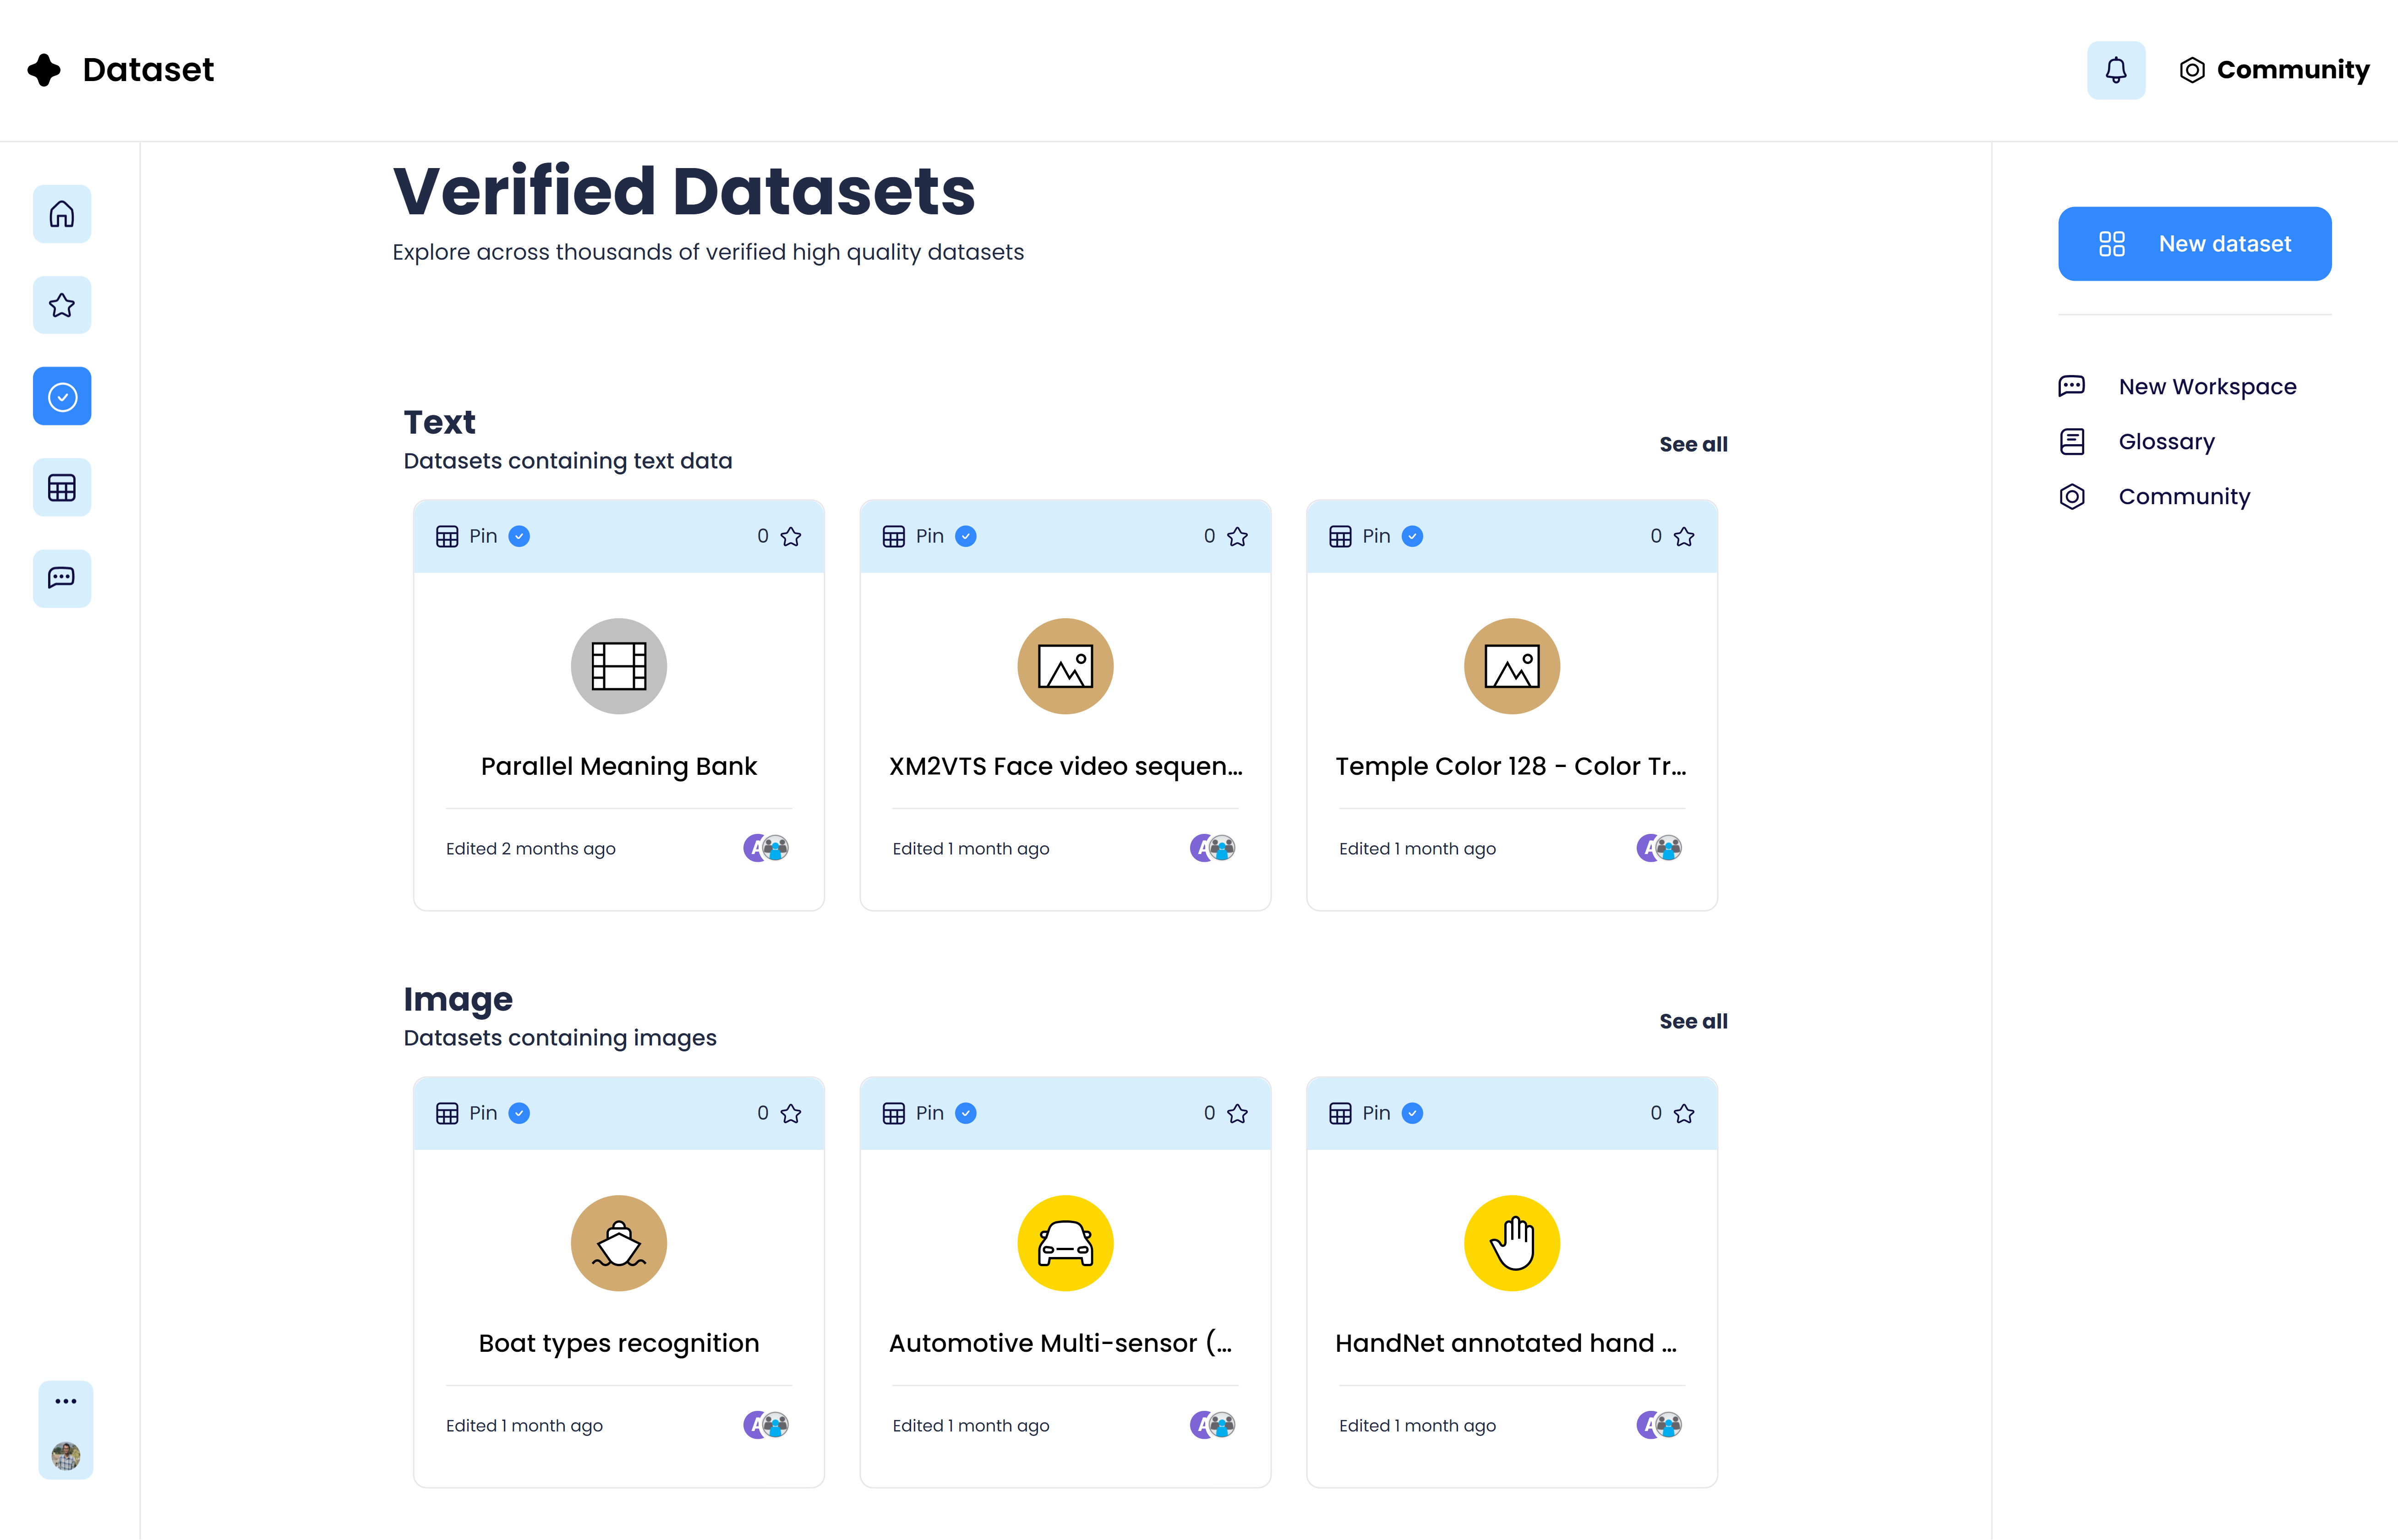 Dataset
Community
Verified Datasets
Explore across thousands of verified high quality datasets
New dataset
New Workspace
Glossary
Community
Text
Datasets containing text data
See all
Pin 0
Pin 0
Pin 0
Parallel Meaning Bank
XM2VTS Face video sequen...
Temple Color 128 - Color Tr...
Edited 2 months ago
Edited 1 month ago
Edited 1 month ago
Image
Datasets containing images
See all
Pin 0
Pin 0
Pin 0
Boat types recognition
Automotive Multi-sensor (...
HandNet annotated hand ...
Edited 1 month ago
Edited 1 month ago
Edited 1 month ago